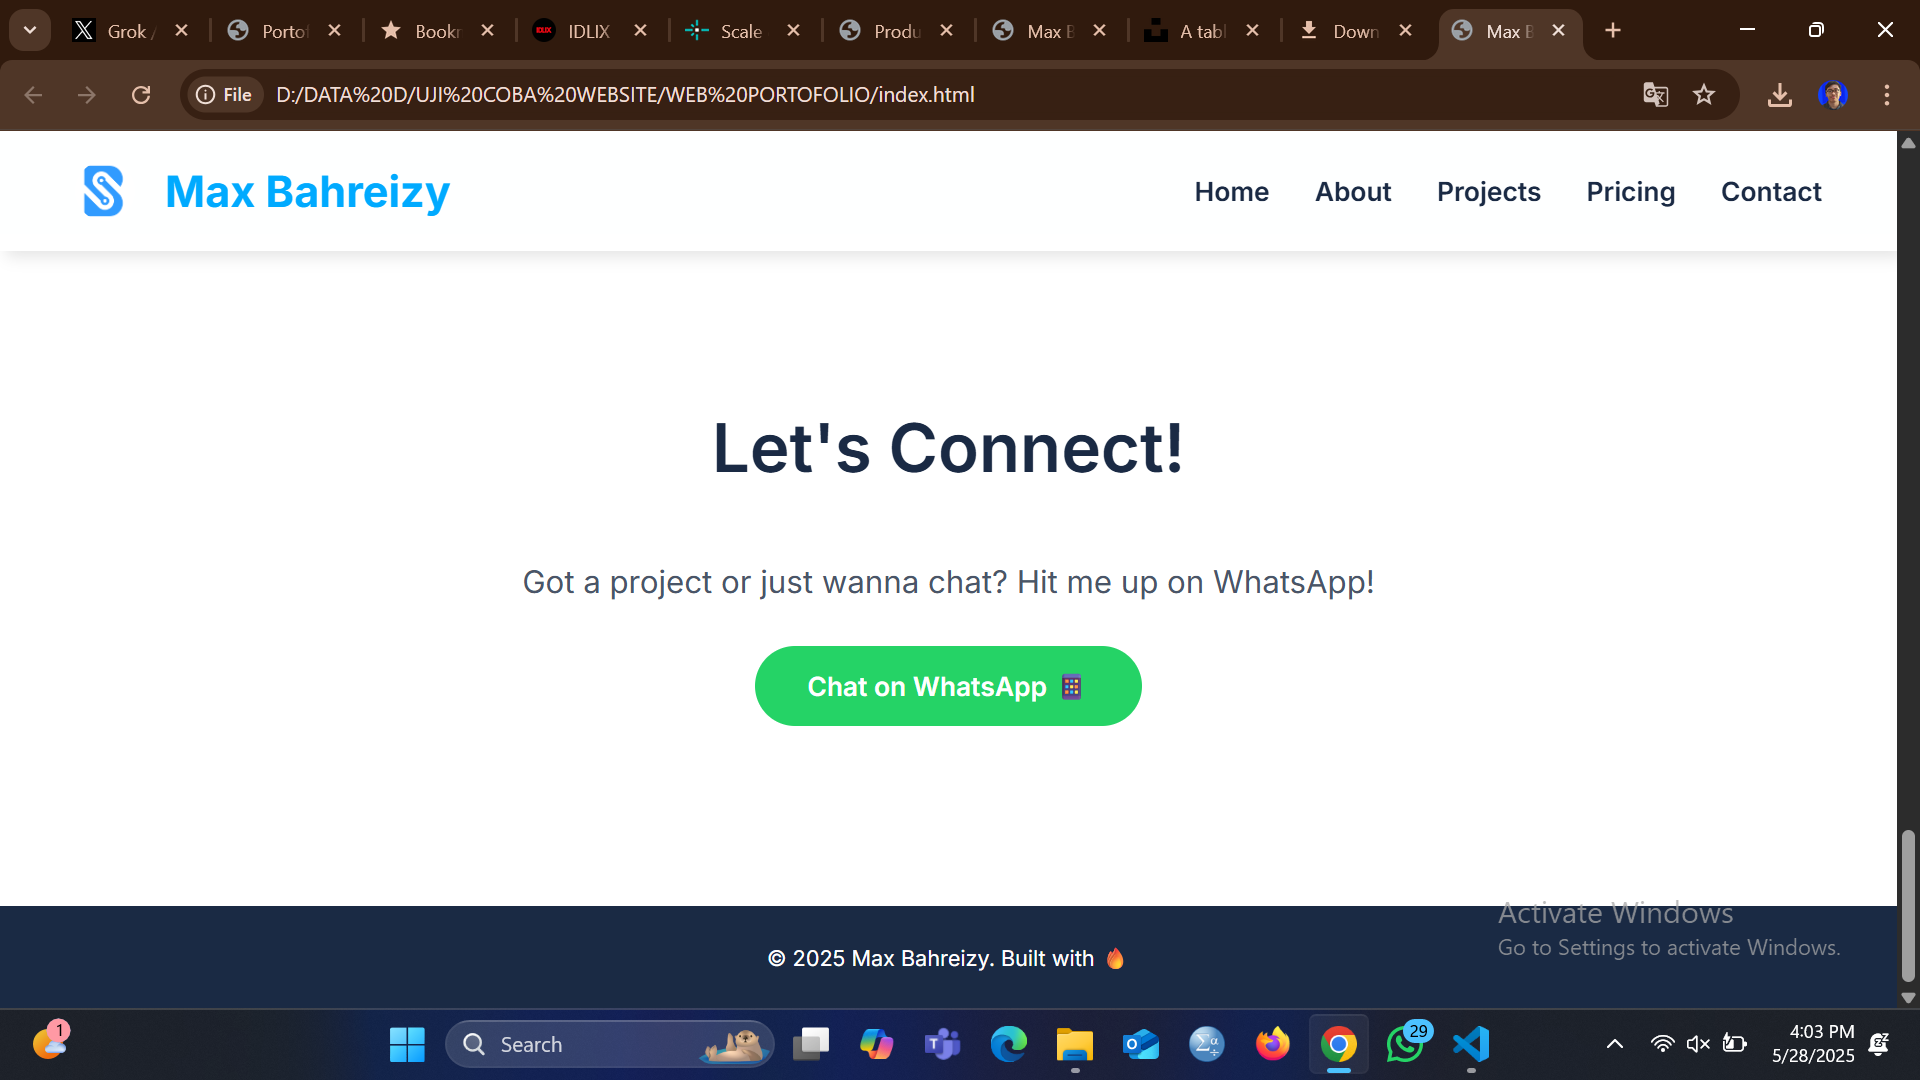 Grok /
Portof
Bookr
IDLIX
Scale
Produ
Max B
A tabl
Down
Max B
File
D:/DATA%20D/UJI%20COBA%20WEBSITE/WEB%20PORTOFOLIO/index.html
Max Bahreizy
Home
About
Projects
Pricing
Contact
Let's Connect!
Got a project or just wanna chat? Hit me up on WhatsApp!
Chat on WhatsApp
© 2025 Max Bahreizy. Built with
Activate Windows
Go to Settings to activate Windows.
1
Search
29
4:03 PM
5/28/2025